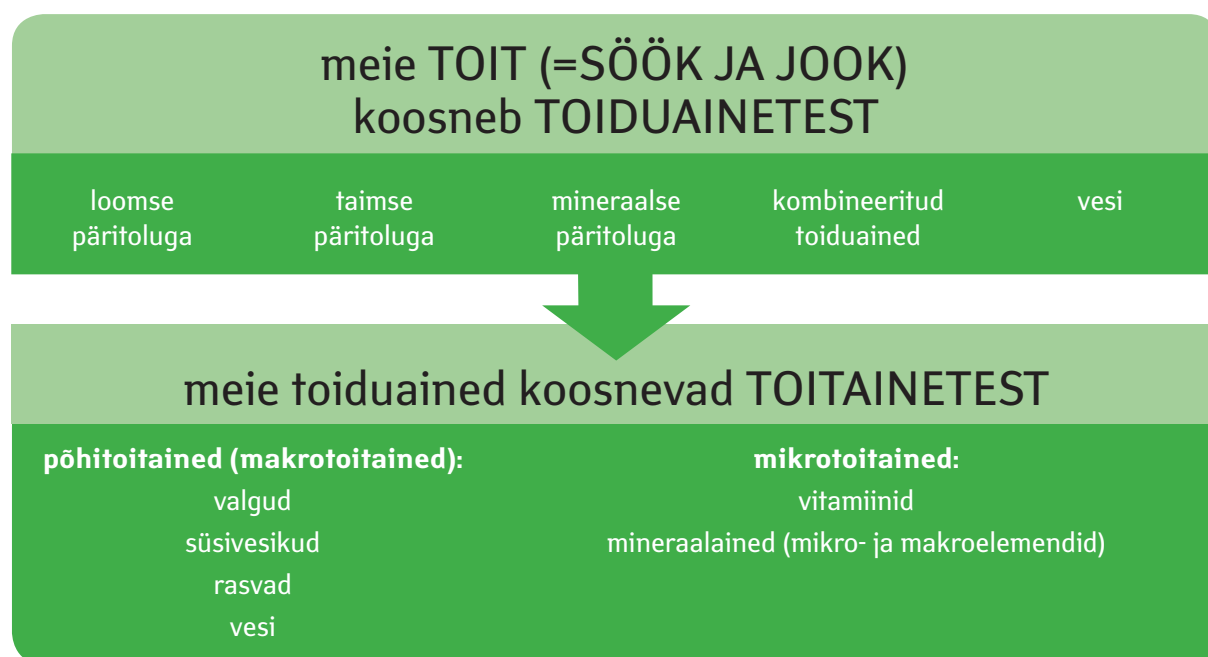 meie TOIT (=SÖÖK JA JOOK)
koosneb TOIDUAINETEST
loomse
päritoluga
taimse
päritoluga
mineraalse
päritoluga
kombineeritud
toiduained
vesi
meie toiduained koosnevad TOITAINETEST
põhitoitained (makrotoitained):
valgud
süsivesikud
rasvad
vesi
mikrotoitained:
vitamiinid
mineraalained (mikro- ja makroelemendid)